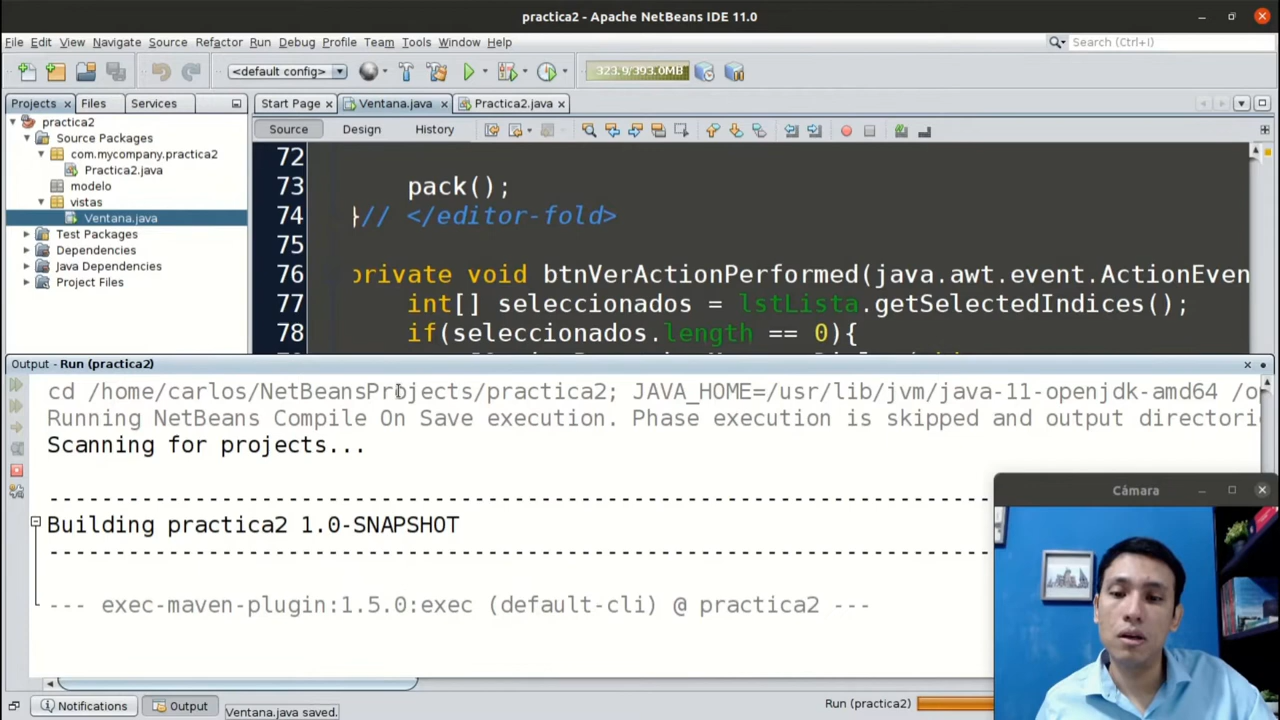 practica2 - Apache NetBeans IDE 11.0
File Edit View Navigate Source Refactor Run Debug Profile Team Tools Window Help
Search (Ctrl+I)
<default config>
323.9/393.0MB
Projects Files Services
Start Page Ventana.java Practica2.java
practica2
Source Packages
com.mycompany.practica2
Practica2.java
modelo
vistas
Ventana.java
Test Packages
Dependencies
Java Dependencies
Project Files
Source Design History
72
73 pack();
74 }// </editor-fold>
75
76 private void btnVerActionPerformed(java.awt.event.ActionEven
77 int[] seleccionados = lstLista.getSelectedIndices();
78 if(seleccionados.length == 0){
Output - Run (practica2)
cd /home/carlos/NetBeansProjects/practica2; JAVA_HOME=/usr/lib/jvm/java-11-openjdk-amd64 /o
Running NetBeans Compile On Save execution. Phase execution is skipped and output directori
Scanning for projects...
------------------------------------------------------------------------
Building practica2 1.0-SNAPSHOT
------------------------------------------------------------------------
--- exec-maven-plugin:1.5.0:exec (default-cli) @ practica2 ---
Cámara
Notifications Output
Ventana.java saved.
Run (practica2)